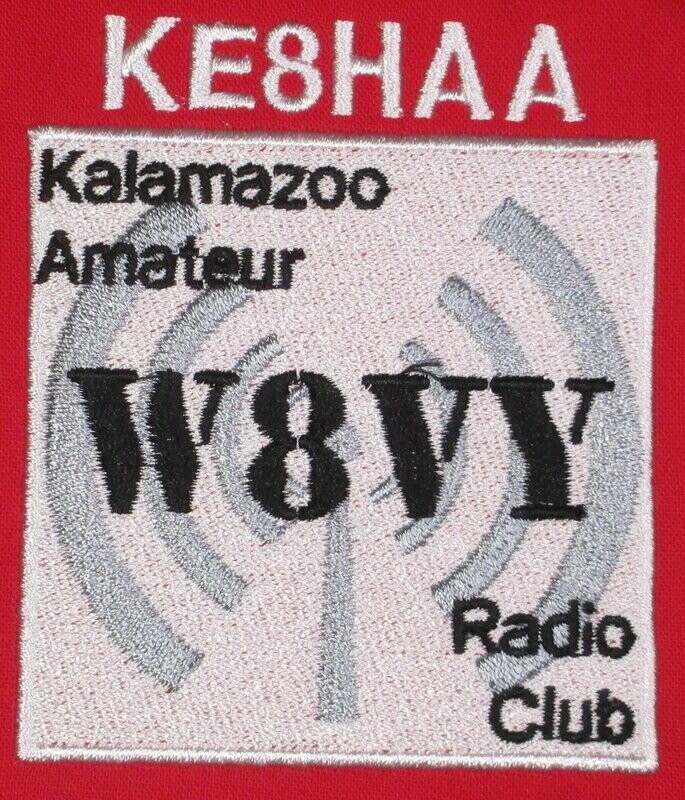 KE8HAA
Kalamazoo
Amateur
W8VY
Radio
Club